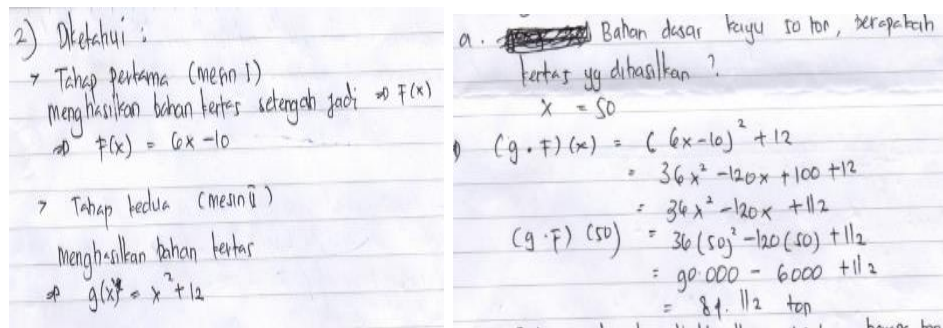 2) Diketahui :
> Tahap pertama (mesin I)
menghasilkan bahan kertas setengah jadi => F(x)
=> F(x) = 6x - 10
> Tahap kedua (mesin II)
menghasilkan bahan kertas
=> g(x) = x² + 12
a. Bahan dasar kayu 50 ton, berapakah
kertas yg dihasilkan ?
x = 50
(g . F) (x) = (6x - 10)² + 12
= 36x² - 120x + 100 + 12
= 36x² - 120x + 112
(g . F) (50) = 36 (50)² - 120 (50) + 112
= 90.000 - 6000 + 112
= 84.112 ton